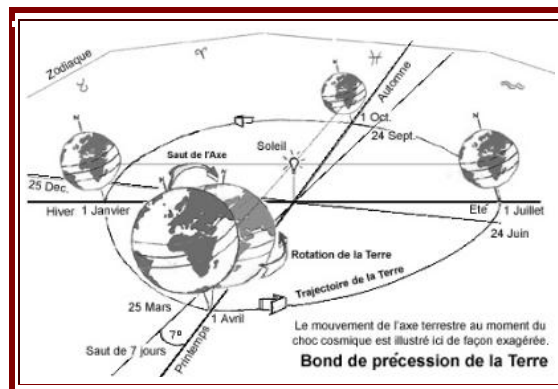 Zodiaque
Automne
1 Oct.
24 Sept.
Soleil
Saut de l'Axe
25 Dec.
Hiver 1 Janvier
Eté 1 Juillet
24 Juin
Rotation de la Terre
Trajectoire de la Terre
25 Mars
1 Avril
7º
Saut de 7 jours
Printemps
Le mouvement de l'axe terrestre au moment du
choc cosmique est illustré ici de façon exagérée.
Bond de précession de la Terre